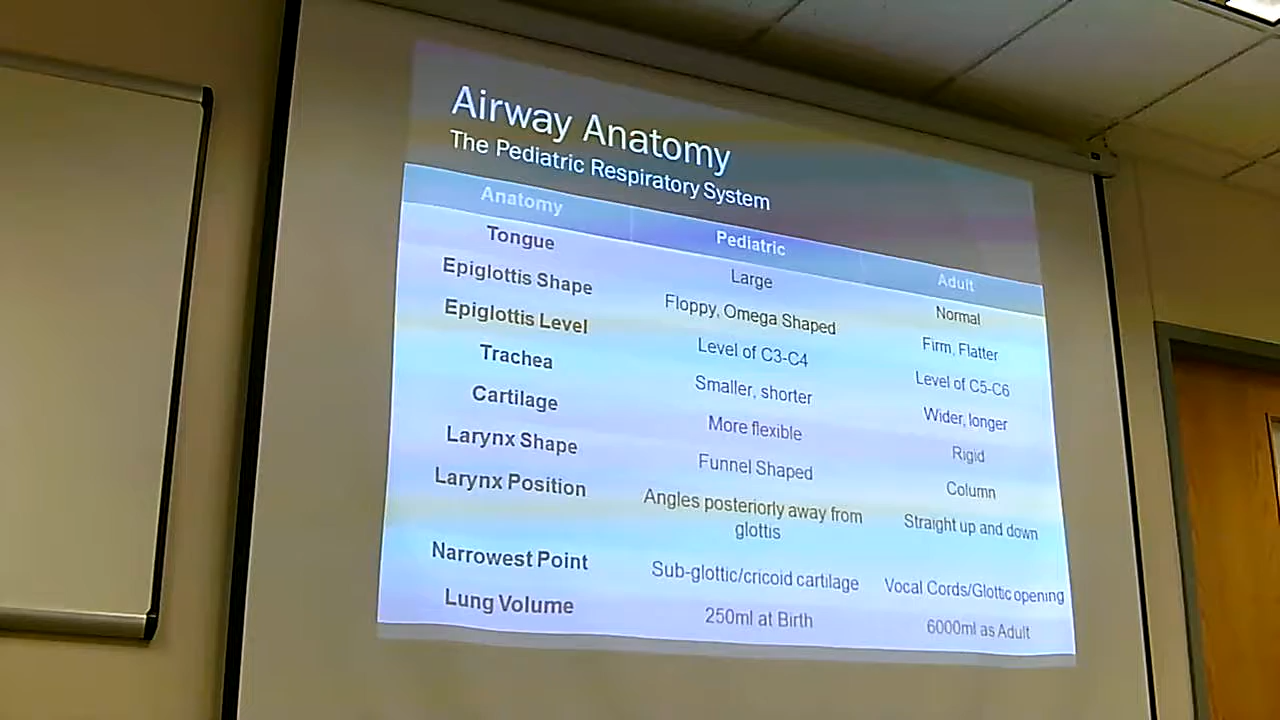 Airway Anatomy
The Pediatric Respiratory System
Anatomy Pediatric Adult
Tongue Large Normal
Epiglottis Shape Floppy, Omega Shaped Firm, Flatter
Epiglottis Level Level of C3-C4 Level of C5-C6
Trachea Smaller, shorter Wider, longer
Cartilage More flexible Rigid
Larynx Shape Funnel Shaped Column
Larynx Position Angles posteriorly away from Straight up and down
glottis
Narrowest Point Sub-glottic/cricoid cartilage Vocal Cords/Glottic opening
Lung Volume 250ml at Birth 6000ml as Adult